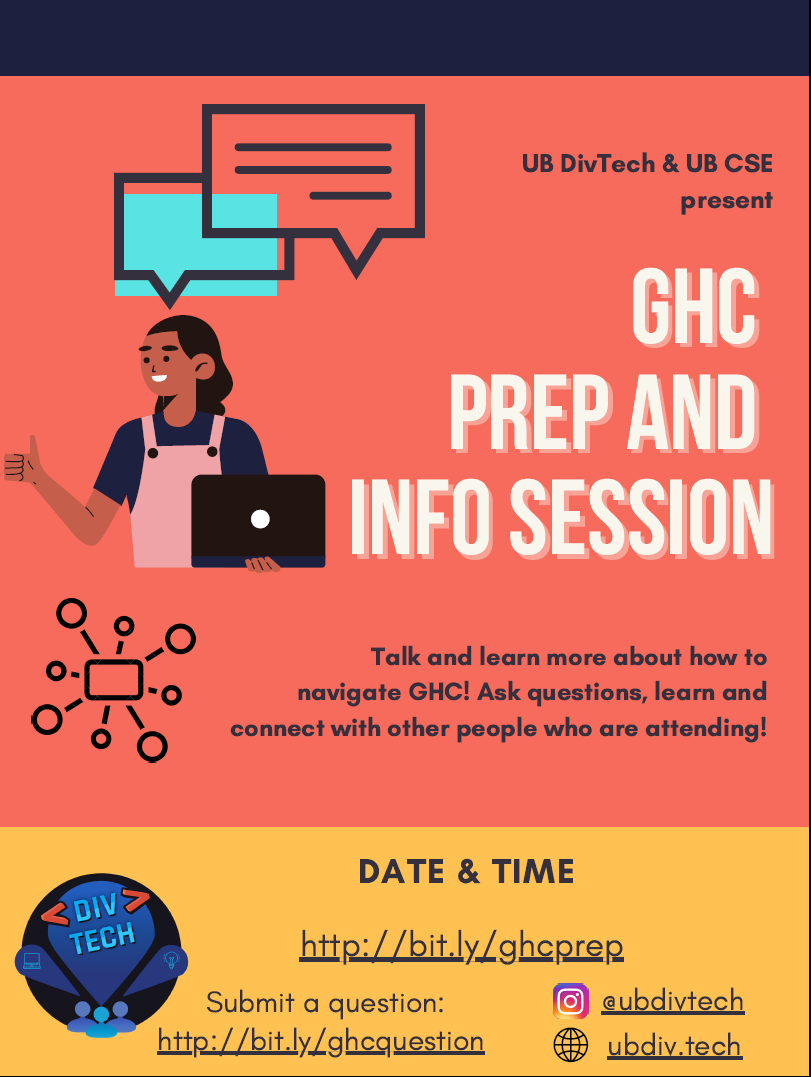 UB DivTech & UB CSE
present
GHC
PREP AND
INFO SESSION
Talk and learn more about how to
navigate GHC! Ask questions, learn and
connect with other people who are attending!
DATE & TIME
http://bit.ly/ghcprep
< DIV >
TECH
Submit a question:
http://bit.ly/ghcquestion
@ubdivtech
ubdiv.tech